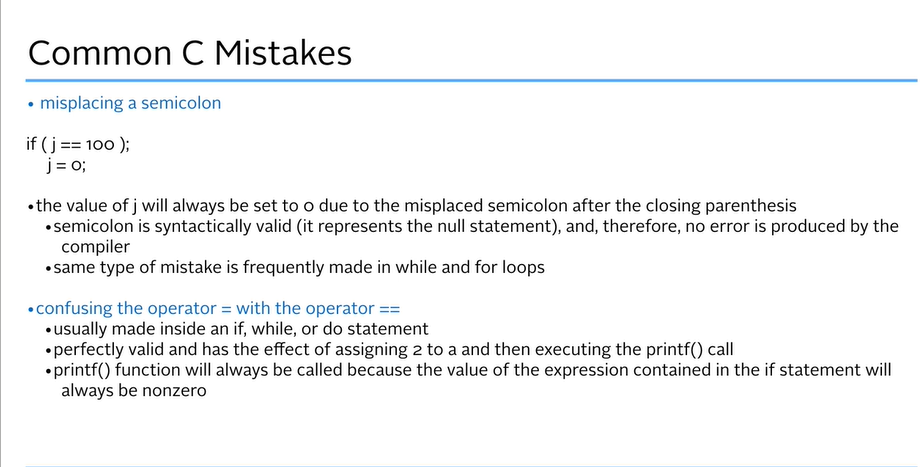 Common C Mistakes
• misplacing a semicolon
if ( j == 100 );
j = 0;
•the value of j will always be set to 0 due to the misplaced semicolon after the closing parenthesis
•semicolon is syntactically valid (it represents the null statement), and, therefore, no error is produced by the
compiler
•same type of mistake is frequently made in while and for loops
•confusing the operator = with the operator ==
•usually made inside an if, while, or do statement
•perfectly valid and has the effect of assigning 2 to a and then executing the printf() call
•printf() function will always be called because the value of the expression contained in the if statement will
always be nonzero